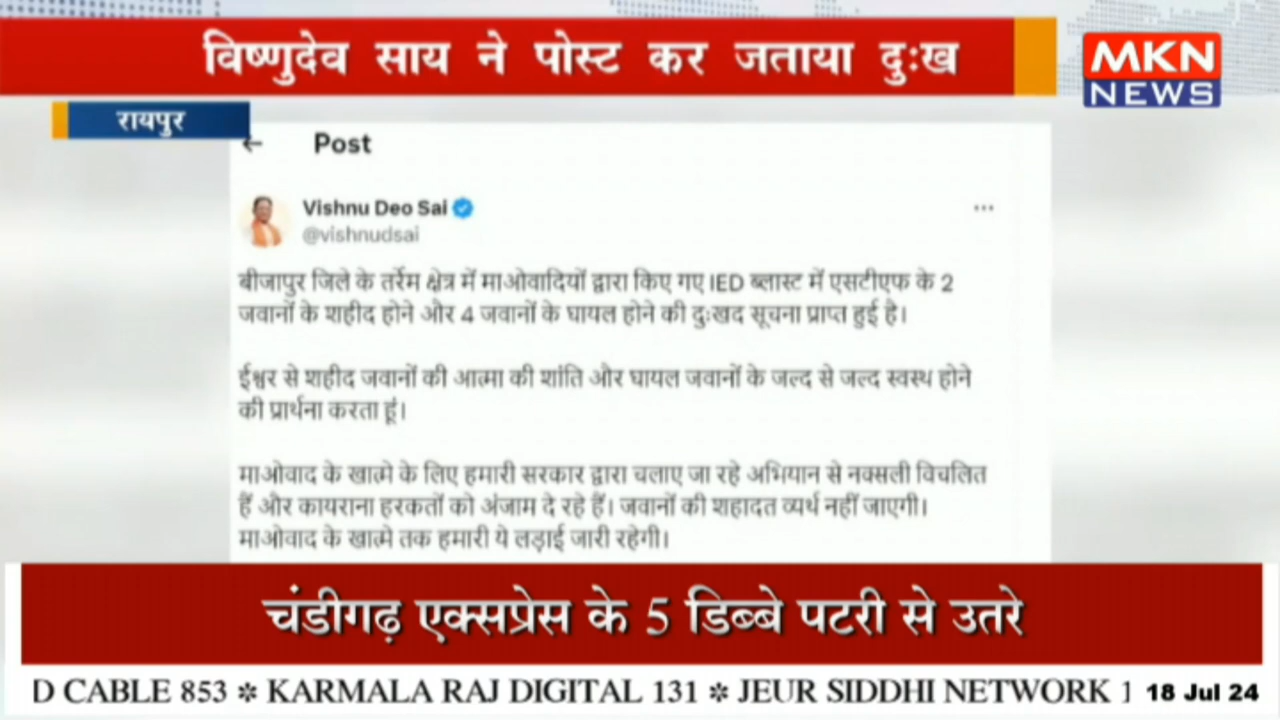 विष्णुदेव साय ने पोस्ट कर जताया दुःख
MKN
NEWS
रायपुर
← Post
Vishnu Deo Sai
@vishnudsai
बीजापुर जिले के तर्रेम क्षेत्र में माओवादियों द्वारा किए गए IED ब्लास्ट में एसटीएफ के 2
जवानों के शहीद होने और 4 जवानों के घायल होने की दुःखद सूचना प्राप्त हुई है।
ईश्वर से शहीद जवानों की आत्मा की शांति और घायल जवानों के जल्द से जल्द स्वस्थ होने
की प्रार्थना करता हूं।
माओवाद के खात्मे के लिए हमारी सरकार द्वारा चलाए जा रहे अभियान से नक्सली विचलित
हैं और कायराना हरकतों को अंजाम दे रहे हैं। जवानों की शहादत व्यर्थ नहीं जाएगी।
माओवाद के खात्मे तक हमारी ये लड़ाई जारी रहेगी।
चंडीगढ़ एक्सप्रेस के 5 डिब्बे पटरी से उतरे
D CABLE 853 ❇ KARMALA RAJ DIGITAL 131 ❇ JEUR SIDDHI NETWORK 1 18 Jul 24